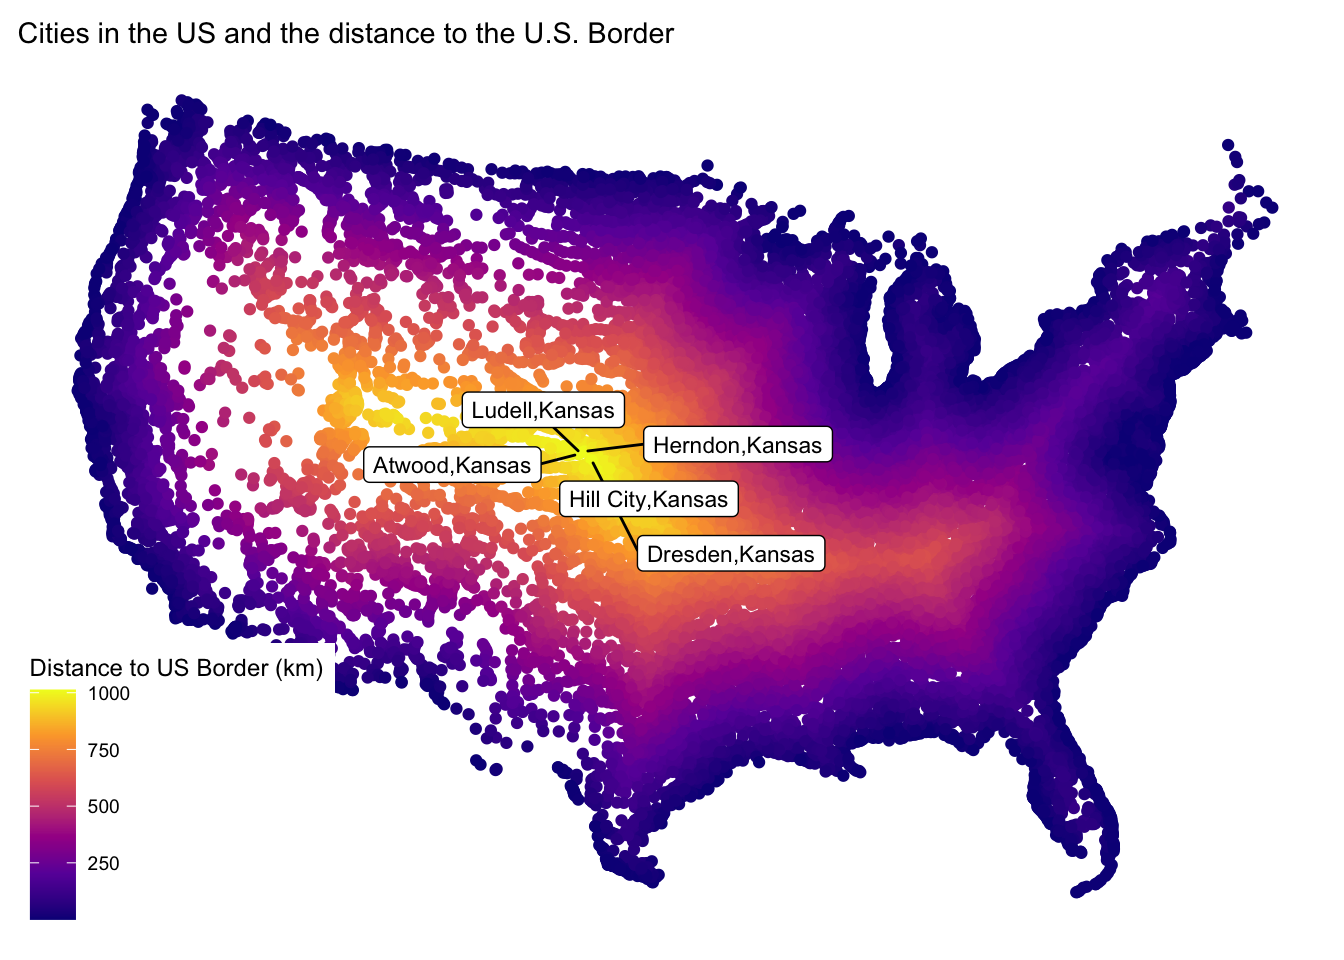 Cities in the US and the distance to the U.S. Border
Ludell,Kansas
Herndon,Kansas
Atwood,Kansas
Hill City,Kansas
Dresden,Kansas
Distance to US Border (km)
1000
750
500
250